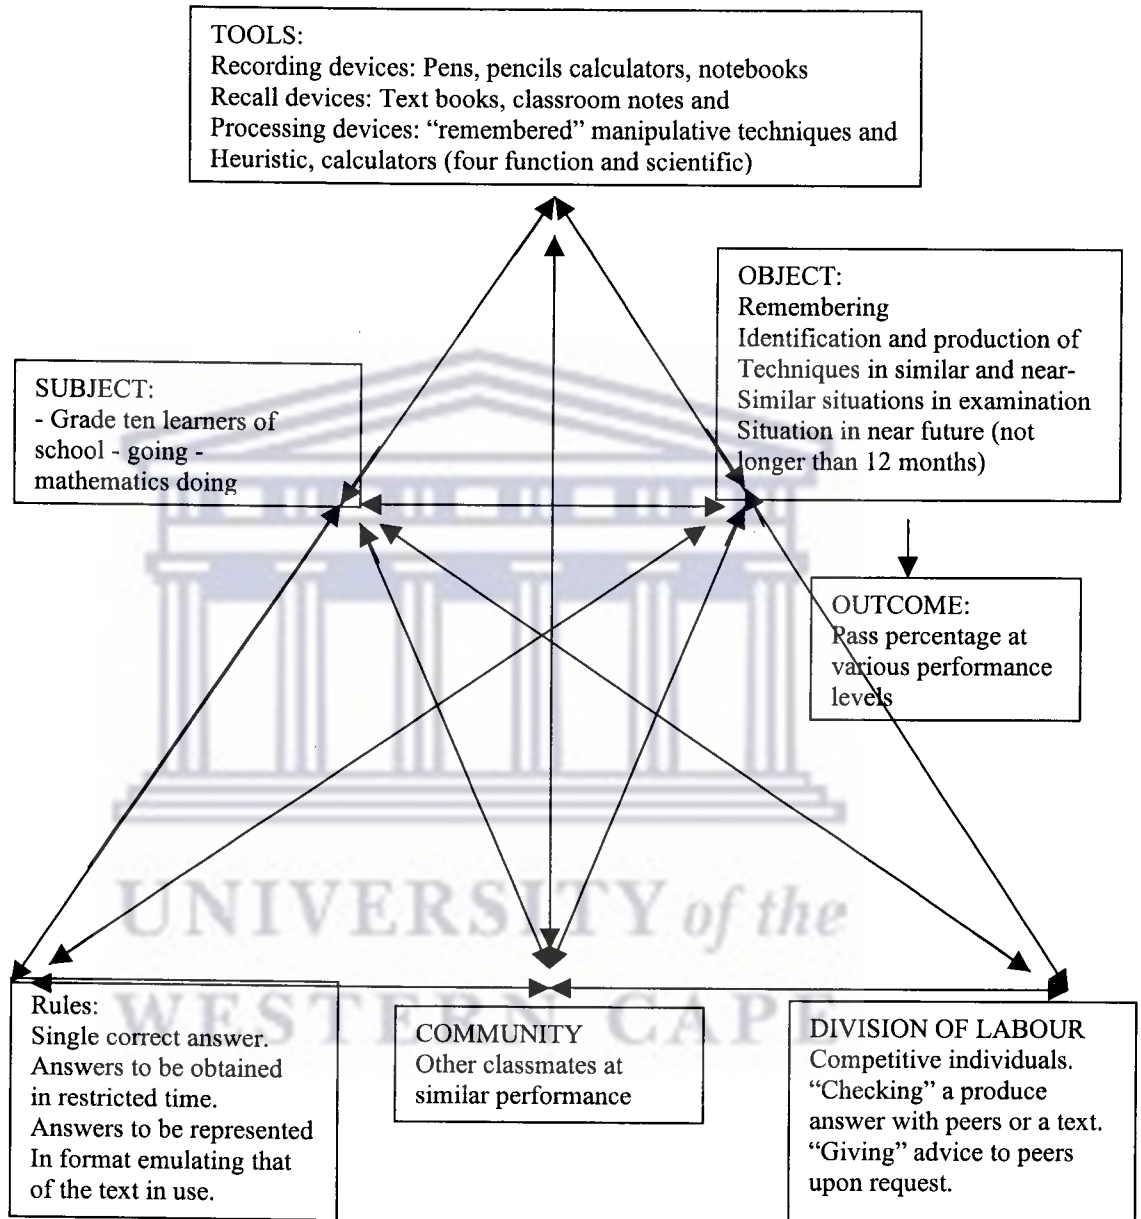 TOOLS:
Recording devices: Pens, pencils calculators, notebooks
Recall devices: Text books, classroom notes and
Processing devices: “remembered” manipulative techniques and
Heuristic, calculators (four function and scientific)
OBJECT:
Remembering
Identification and production of
Techniques in similar and near-
Similar situations in examination
Situation in near future (not
longer than 12 months)
SUBJECT:
- Grade ten learners of
school - going -
mathematics doing
OUTCOME:
Pass percentage at
various performance
levels
UNIVERSITY of the
WESTERN CAPE
Rules:
Single correct answer.
Answers to be obtained
in restricted time.
Answers to be represented
In format emulating that
of the text in use.
COMMUNITY
Other classmates at
similar performance
DIVISION OF LABOUR
Competitive individuals.
“Checking” a produce
answer with peers or a text.
“Giving” advice to peers
upon request.